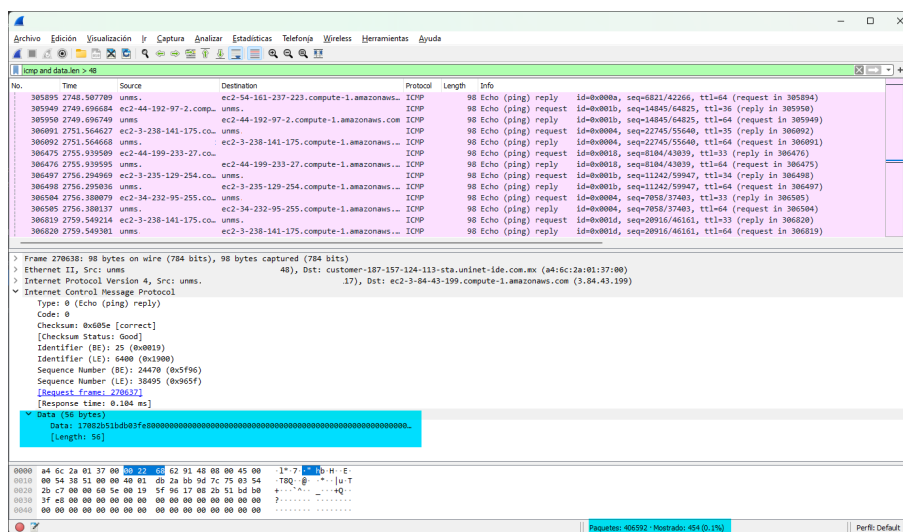 Archivo Edición Visualización Ir Captura Analizar Estadísticas Telefonía Wireless Herramientas Ayuda
icmp and data.len > 48
No. Time Source Destination Protocol Length Info
305895 2748.507709 unms. ec2-54-161-237-223.compute-1.amazonaws… ICMP 98 Echo (ping) reply id=0x000a, seq=6821/42266, ttl=64 (request in 305894)
305949 2749.696684 ec2-44-192-97-2.comp… unms. ICMP 98 Echo (ping) request id=0x001b, seq=14845/64825, ttl=36 (reply in 305950)
305950 2749.696749 unms ec2-44-192-97-2.compute-1.amazonaws.com ICMP 98 Echo (ping) reply id=0x001b, seq=14845/64825, ttl=64 (request in 305949)
306091 2751.564627 ec2-3-238-141-175.co… unms. ICMP 98 Echo (ping) request id=0x0004, seq=22745/55640, ttl=35 (reply in 306092)
306092 2751.564668 unms. ec2-3-238-141-175.compute-1.amazonaws.… ICMP 98 Echo (ping) reply id=0x0004, seq=22745/55640, ttl=64 (request in 306091)
306475 2755.939509 ec2-44-199-233-27.co… unms. ICMP 98 Echo (ping) request id=0x0018, seq=8104/43039, ttl=33 (reply in 306476)
306476 2755.939595 unms. ec2-44-199-233-27.compute-1.amazonaws.… ICMP 98 Echo (ping) reply id=0x0018, seq=8104/43039, ttl=64 (request in 306475)
306497 2756.294969 ec2-3-235-129-254.co… unms. ICMP 98 Echo (ping) request id=0x001b, seq=11242/59947, ttl=34 (reply in 306498)
306498 2756.295036 unms. ec2-3-235-129-254.compute-1.amazonaws.… ICMP 98 Echo (ping) reply id=0x001b, seq=11242/59947, ttl=64 (request in 306497)
306504 2756.380079 ec2-34-232-95-255.co… unms. ICMP 98 Echo (ping) request id=0x0004, seq=7058/37403, ttl=33 (reply in 306505)
306505 2756.380137 unms. ec2-34-232-95-255.compute-1.amazonaws.… ICMP 98 Echo (ping) reply id=0x0004, seq=7058/37403, ttl=64 (request in 306504)
306819 2759.549214 ec2-3-238-141-175.co… unms. ICMP 98 Echo (ping) request id=0x001d, seq=20916/46161, ttl=33 (reply in 306820)
306820 2759.549301 unms ec2-3-238-141-175.compute-1.amazonaws.… ICMP 98 Echo (ping) reply id=0x001d, seq=20916/46161, ttl=64 (request in 306819)
Frame 270638: 98 bytes on wire (784 bits), 98 bytes captured (784 bits)
Ethernet II, Src: unms 48), Dst: customer-187-157-124-113-sta.uninet-ide.com.mx (a4:6c:2a:01:37:00)
Internet Protocol Version 4, Src: unms. .17), Dst: ec2-3-84-43-199.compute-1.amazonaws.com (3.84.43.199)
Internet Control Message Protocol
Type: 0 (Echo (ping) reply)
Code: 0
Checksum: 0x605e [correct]
[Checksum Status: Good]
Identifier (BE): 25 (0x0019)
Identifier (LE): 6400 (0x1900)
Sequence Number (BE): 24470 (0x5f96)
Sequence Number (LE): 38495 (0x965f)
[Request frame: 270637]
[Response time: 0.104 ms]
Data (56 bytes)
Data: 17082b51bdb03fe80000000000000000000000000000000000000000000000000000…
[Length: 56]
0000 a4 6c 2a 01 37 00 00 22 68 62 91 48 08 00 45 00 ·l*·7··" hb·H··E·
0010 00 54 38 51 00 00 40 01 db 2a bb 9d 7c 75 03 54 ·T8Q··@· ·*··|u·T
0020 2b c7 00 00 60 5e 00 19 5f 96 17 08 2b 51 bd b0 +···`^·· _···+Q··
0030 3f e8 00 00 00 00 00 00 00 00 00 00 00 00 00 00 ?······· ········
0040 00 00 00 00 00 00 00 00 00 00 00 00 00 00 00 00 ········ ········
Paquetes: 406592 · Mostrado: 454 (0.1%) Perfil: Default